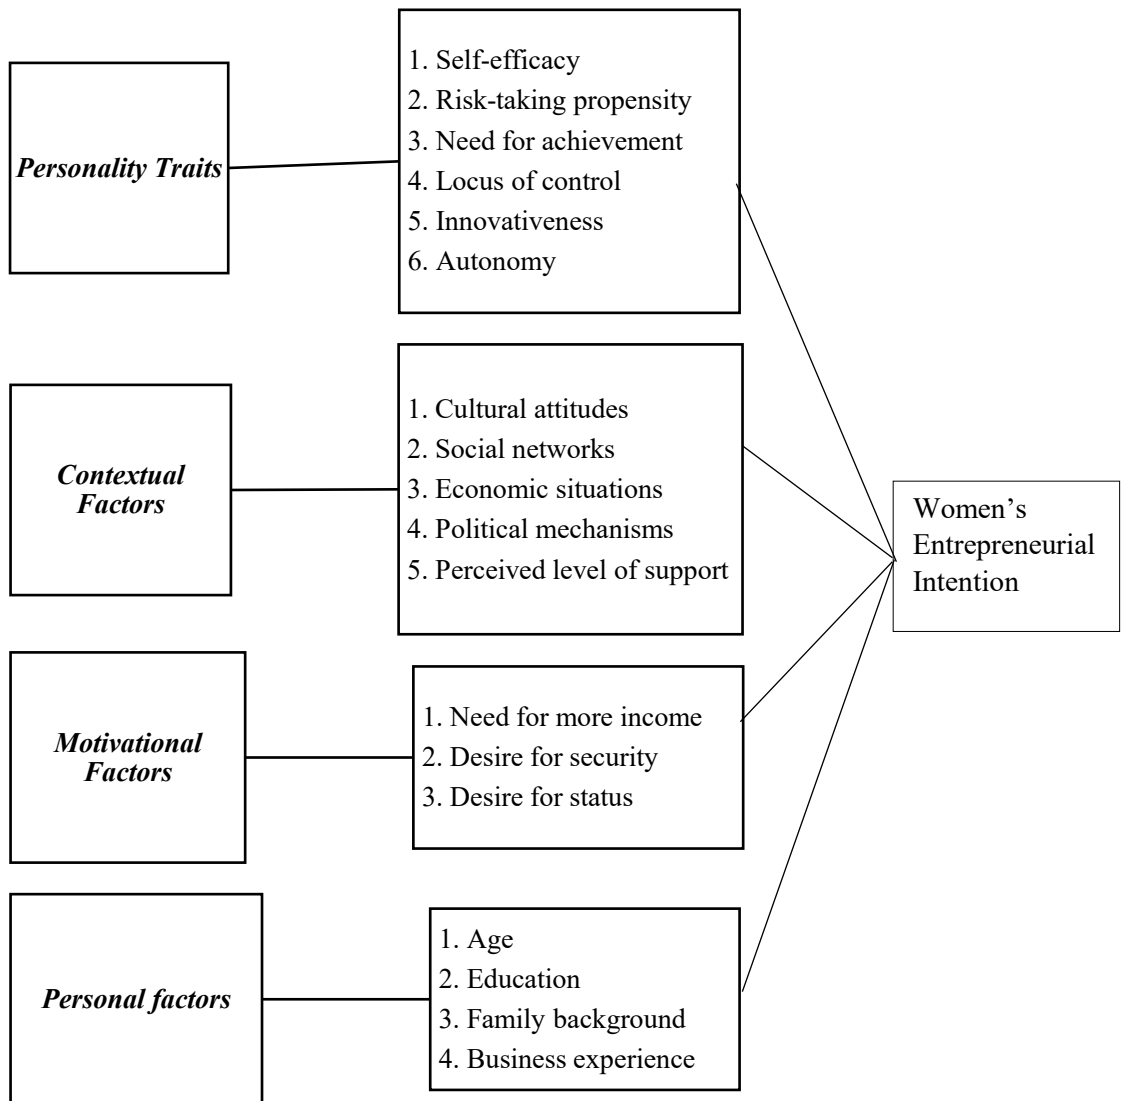 Personality Traits
1. Self-efficacy
2. Risk-taking propensity
3. Need for achievement
4. Locus of control
5. Innovativeness
6. Autonomy
Contextual
Factors
1. Cultural attitudes
2. Social networks
3. Economic situations
4. Political mechanisms
5. Perceived level of support
Motivational
Factors
1. Need for more income
2. Desire for security
3. Desire for status
Personal factors
1. Age
2. Education
3. Family background
4. Business experience
Women’s
Entrepreneurial
Intention